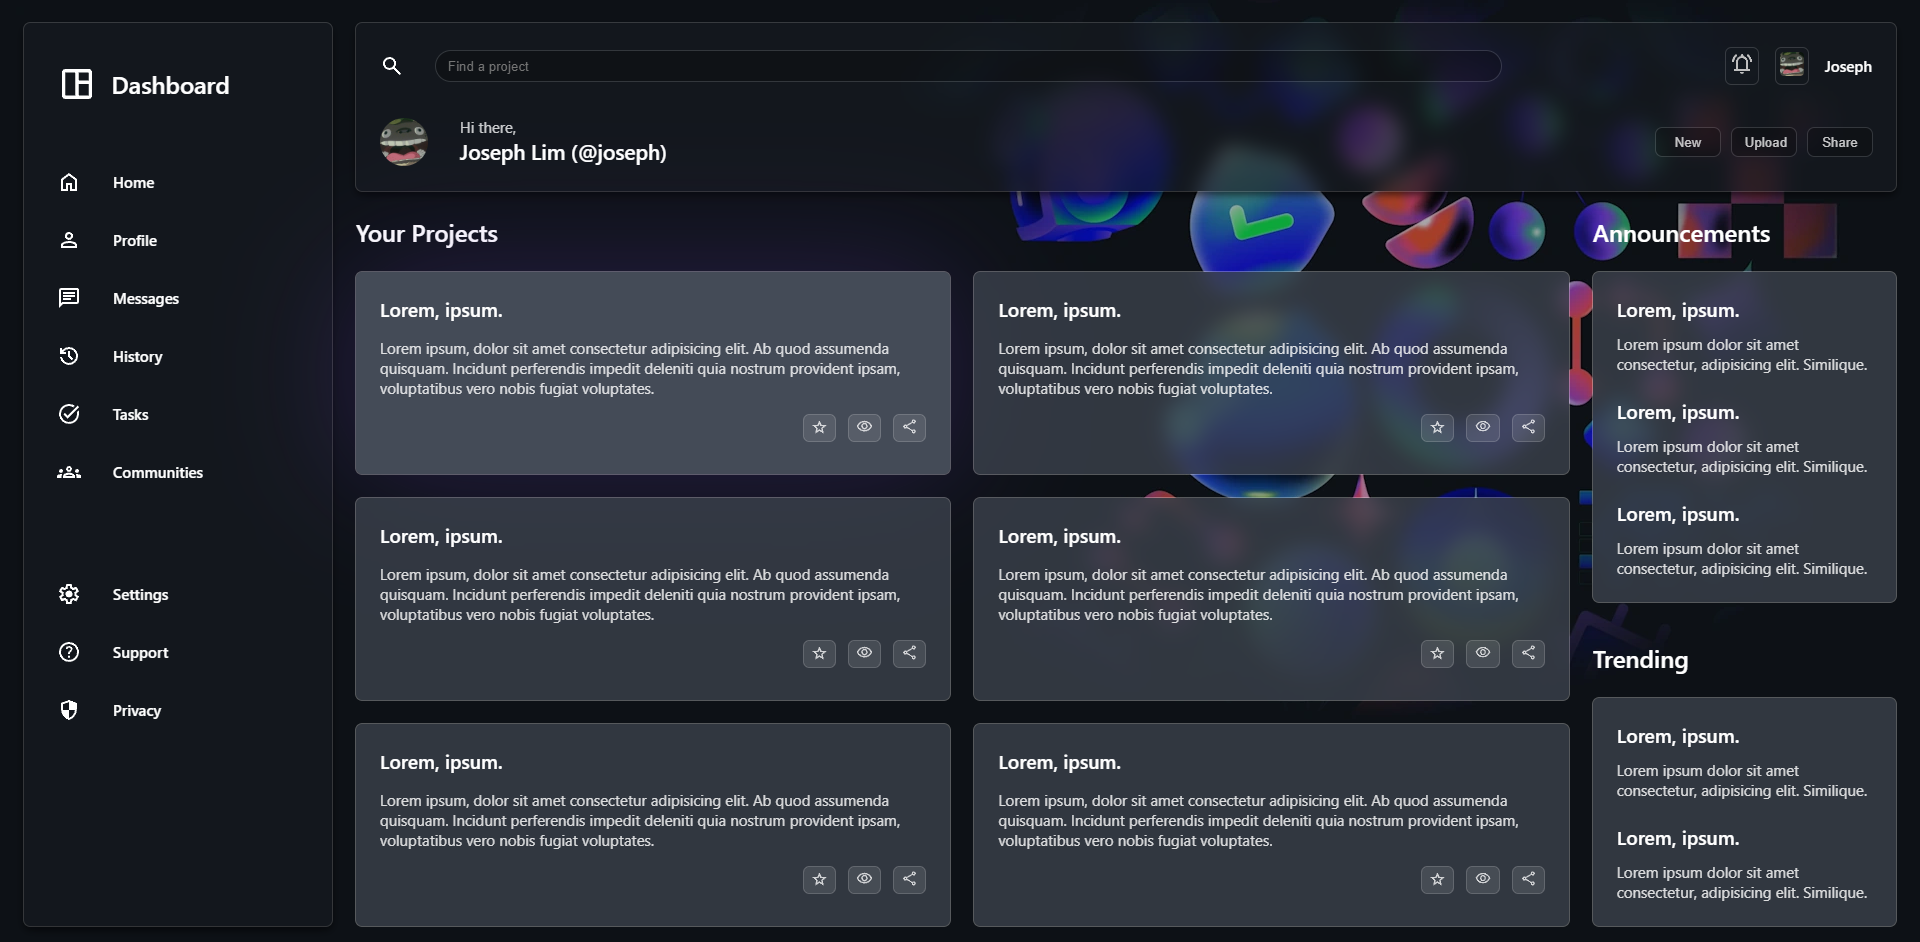 Dashboard
Home
Profile
Messages
History
Tasks
Communities
Settings
Support
Privacy
Find a project
Joseph
Hi there,
Joseph Lim (@joseph)
New
Upload
Share
Your Projects
Lorem, ipsum.
Lorem ipsum, dolor sit amet consectetur adipisicing elit. Ab quod assumenda
quisquam. Incidunt perferendis impedit deleniti quia nostrum provident ipsam,
voluptatibus vero nobis fugiat voluptates.
Lorem, ipsum.
Lorem ipsum, dolor sit amet consectetur adipisicing elit. Ab quod assumenda
quisquam. Incidunt perferendis impedit deleniti quia nostrum provident ipsam,
voluptatibus vero nobis fugiat voluptates.
Lorem, ipsum.
Lorem ipsum, dolor sit amet consectetur adipisicing elit. Ab quod assumenda
quisquam. Incidunt perferendis impedit deleniti quia nostrum provident ipsam,
voluptatibus vero nobis fugiat voluptates.
Lorem, ipsum.
Lorem ipsum, dolor sit amet consectetur adipisicing elit. Ab quod assumenda
quisquam. Incidunt perferendis impedit deleniti quia nostrum provident ipsam,
voluptatibus vero nobis fugiat voluptates.
Lorem, ipsum.
Lorem ipsum, dolor sit amet consectetur adipisicing elit. Ab quod assumenda
quisquam. Incidunt perferendis impedit deleniti quia nostrum provident ipsam,
voluptatibus vero nobis fugiat voluptates.
Lorem, ipsum.
Lorem ipsum, dolor sit amet consectetur adipisicing elit. Ab quod assumenda
quisquam. Incidunt perferendis impedit deleniti quia nostrum provident ipsam,
voluptatibus vero nobis fugiat voluptates.
Announcements
Lorem, ipsum.
Lorem ipsum dolor sit amet
consectetur, adipisicing elit. Similique.
Lorem, ipsum.
Lorem ipsum dolor sit amet
consectetur, adipisicing elit. Similique.
Lorem, ipsum.
Lorem ipsum dolor sit amet
consectetur, adipisicing elit. Similique.
Trending
Lorem, ipsum.
Lorem ipsum dolor sit amet
consectetur, adipisicing elit. Similique.
Lorem, ipsum.
Lorem ipsum dolor sit amet
consectetur, adipisicing elit. Similique.